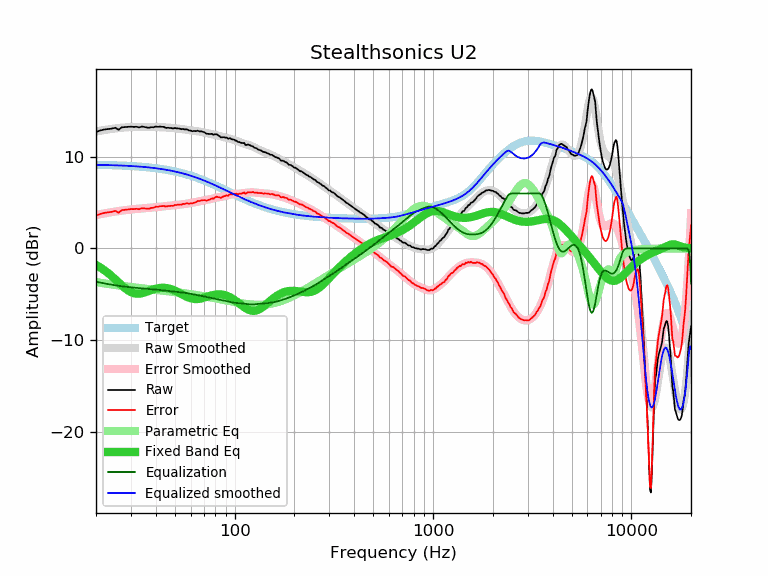 Stealthsonics U2
Amplitude (dBr)
10
0
−10
−20
Target
Raw Smoothed
Error Smoothed
Raw
Error
Parametric Eq
Fixed Band Eq
Equalization
Equalized smoothed
100
1000
10000
Frequency (Hz)